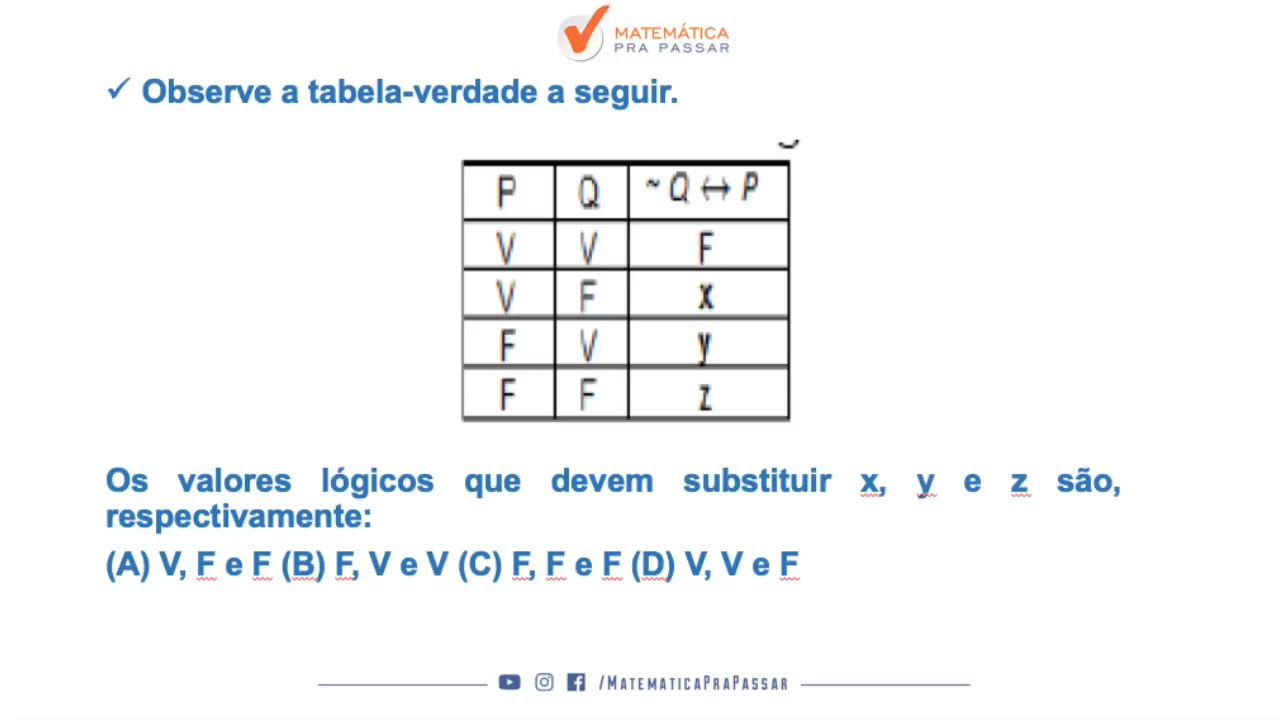 MATEMÁTICA
PRA PASSAR
✓ Observe a tabela-verdade a seguir.
P Q ~Q ↔ P
V V F
V F x
F V y
F F z
Os valores lógicos que devem substituir x, y e z são,
respectivamente:
(A) V, F e F (B) F, V e V (C) F, F e F (D) V, V e F
/MATEMATICAPRAPASSAR